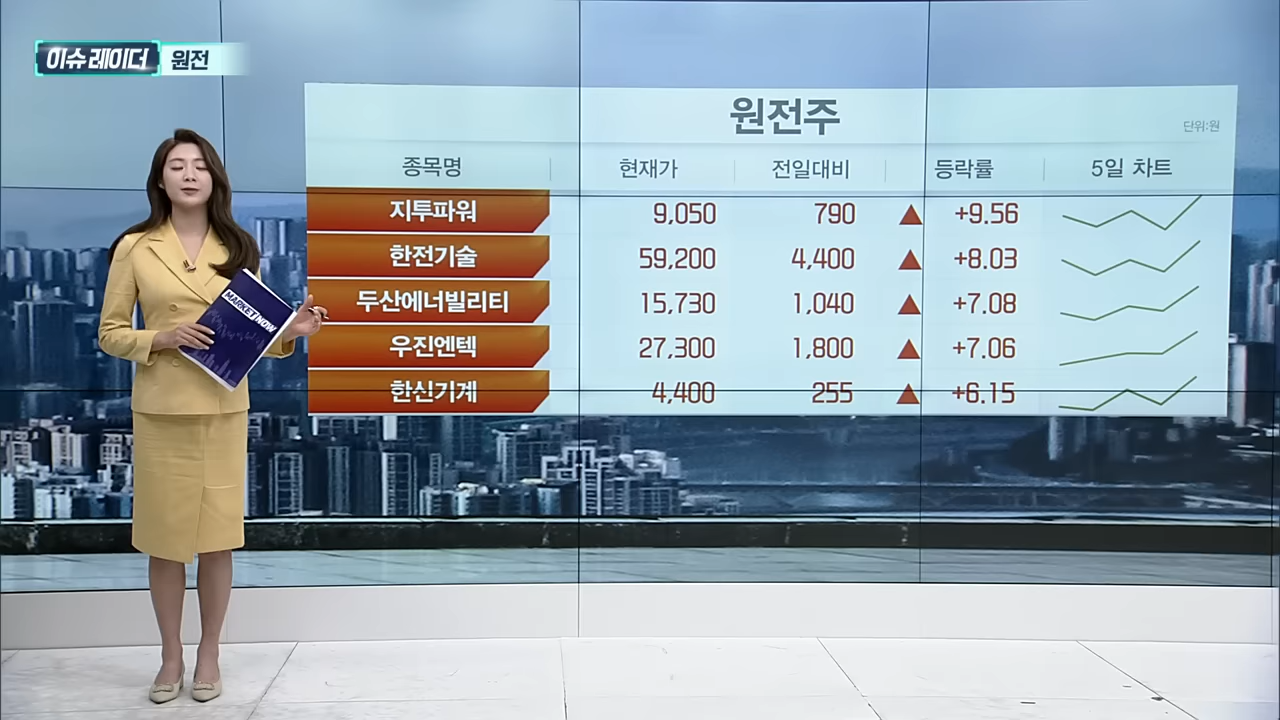 이슈 레이더 원전
원전주
단위:원
종목명 현재가 전일대비 등락률 5일 차트
지투파워 9,050 790 ▲ +9.56
한전기술 59,200 4,400 ▲ +8.03
두산에너빌리티 15,730 1,040 ▲ +7.08
우진엔텍 27,300 1,800 ▲ +7.06
한신기계 4,400 255 ▲ +6.15
MARKET NOW